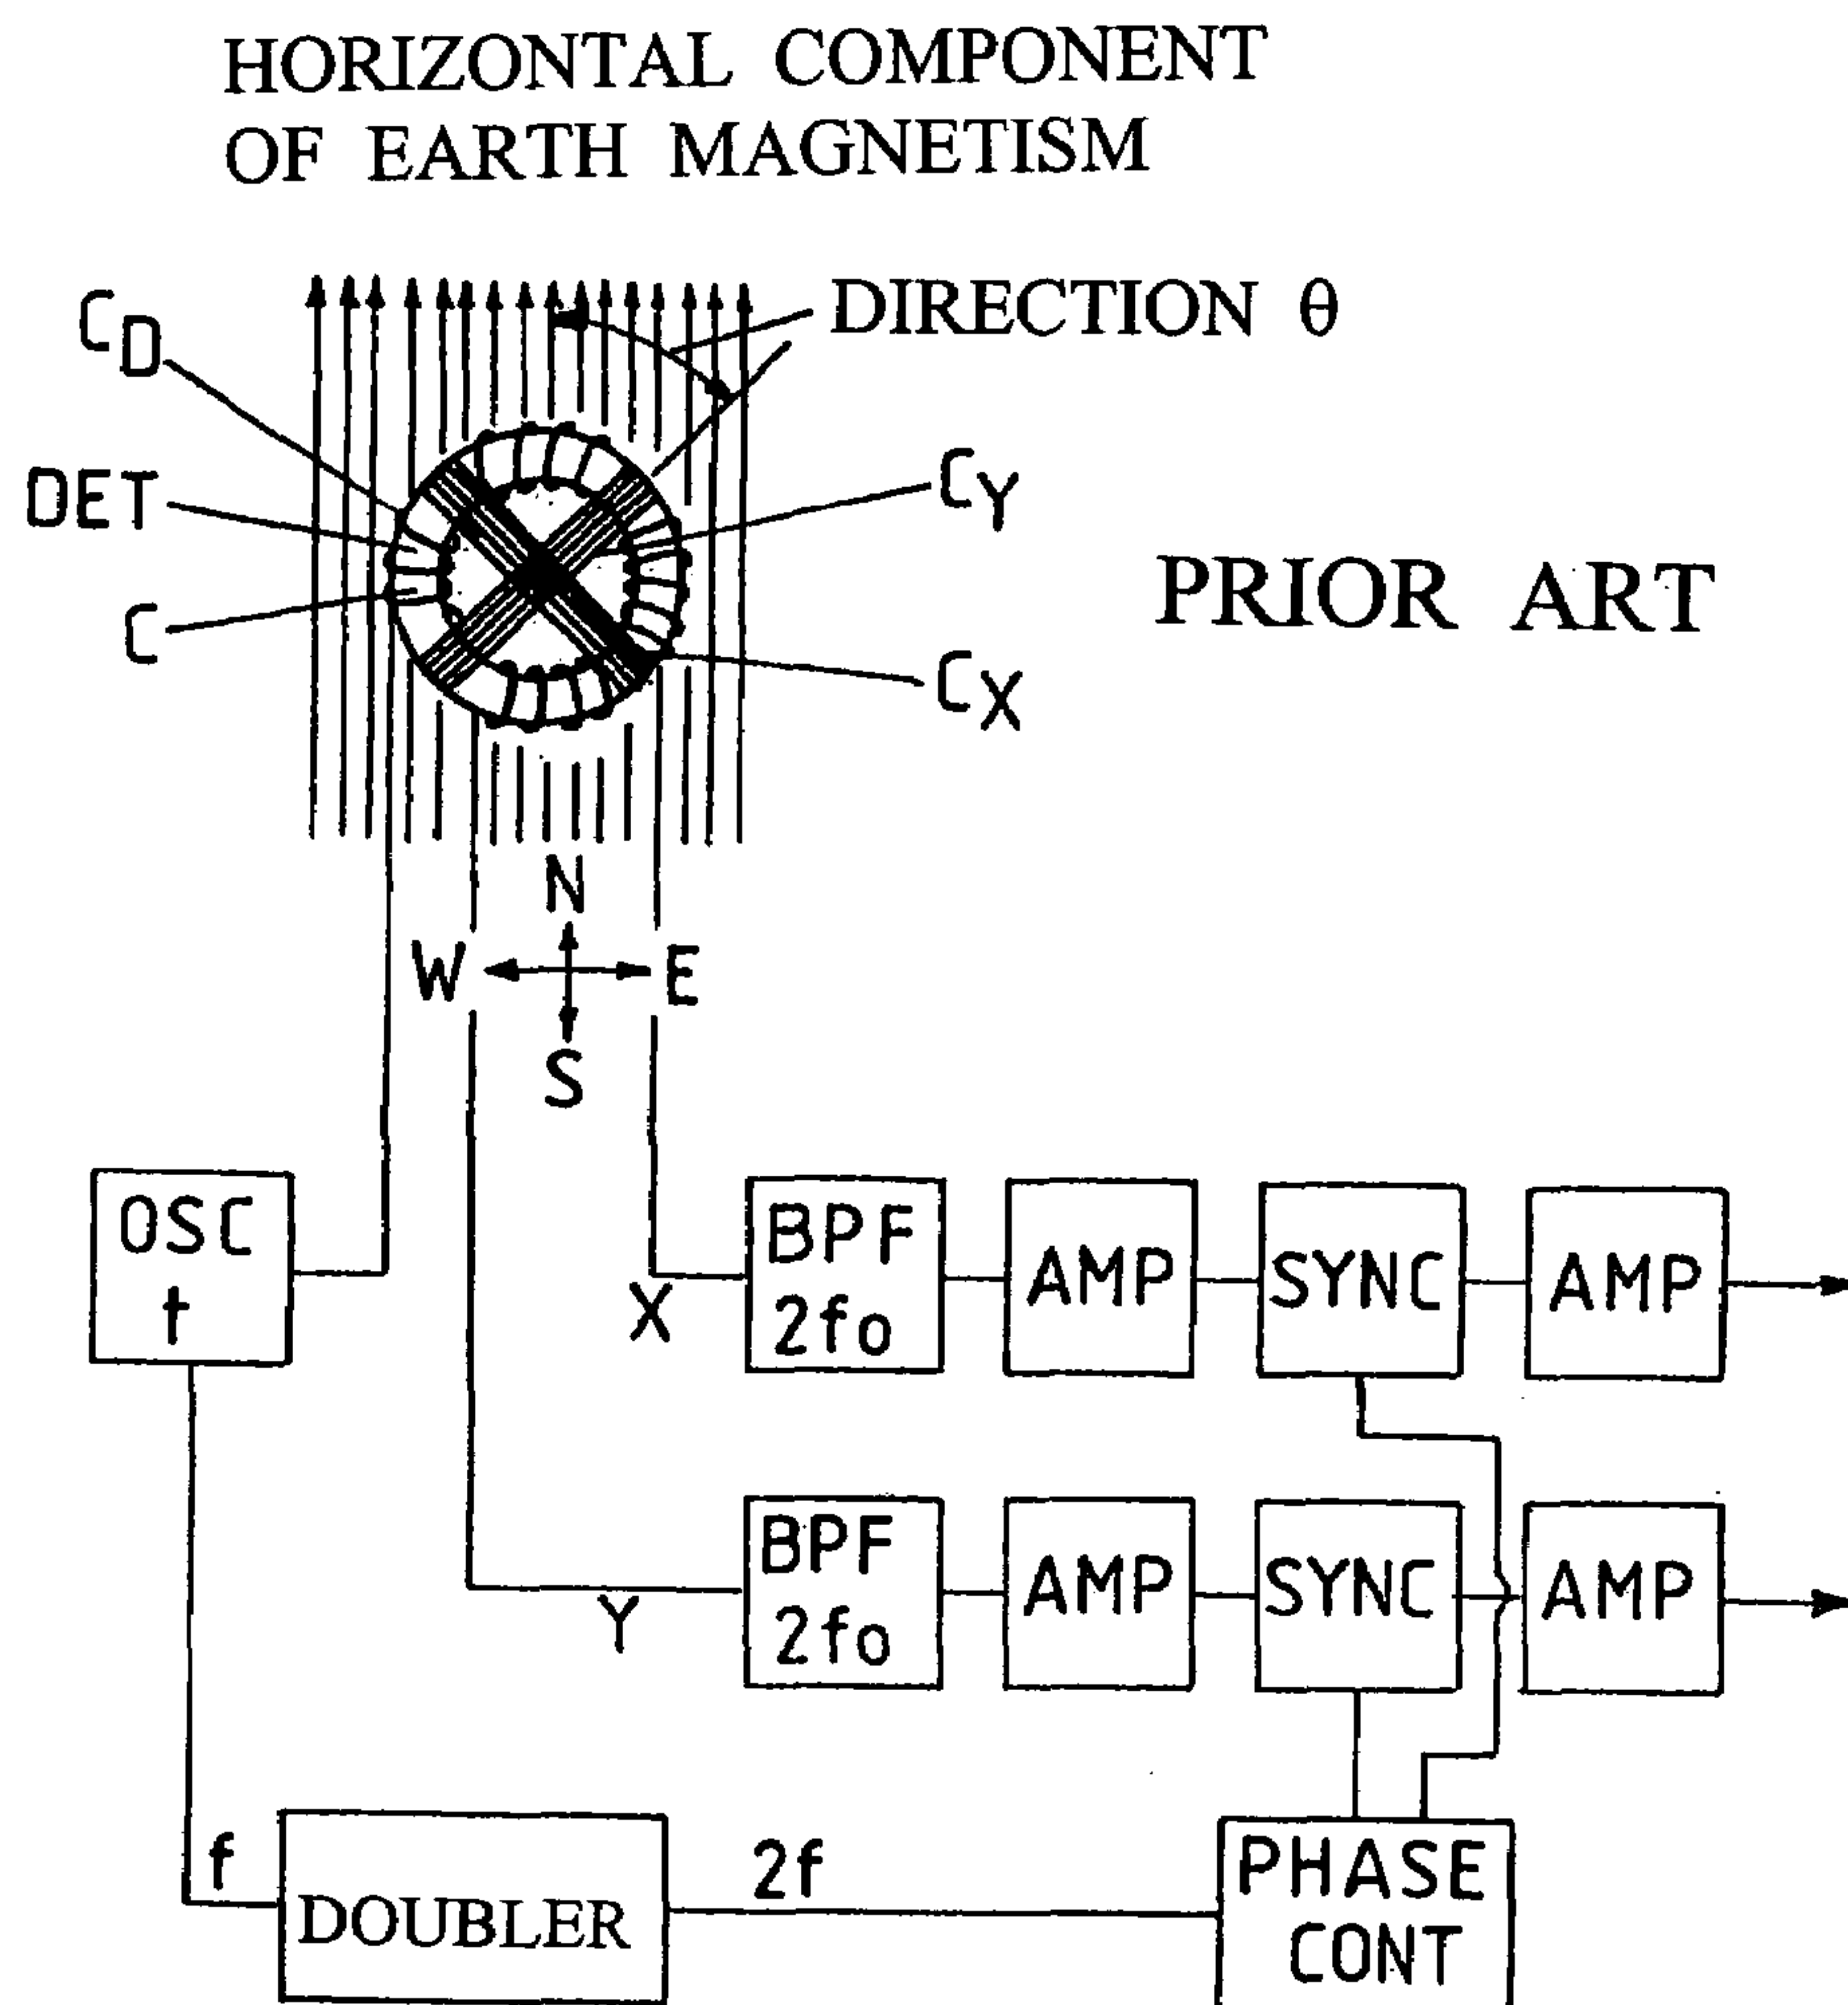 HORIZONTAL COMPONENT
OF EARTH MAGNETISM
CD
DIRECTION θ
DET
CY
C
PRIOR ART
CX
N
W E
S
OSC
f
X
BPF
2fo
AMP
SYNC
AMP
Y
BPF
2fo
AMP
SYNC
AMP
f
DOUBLER
2f
PHASE
CONT